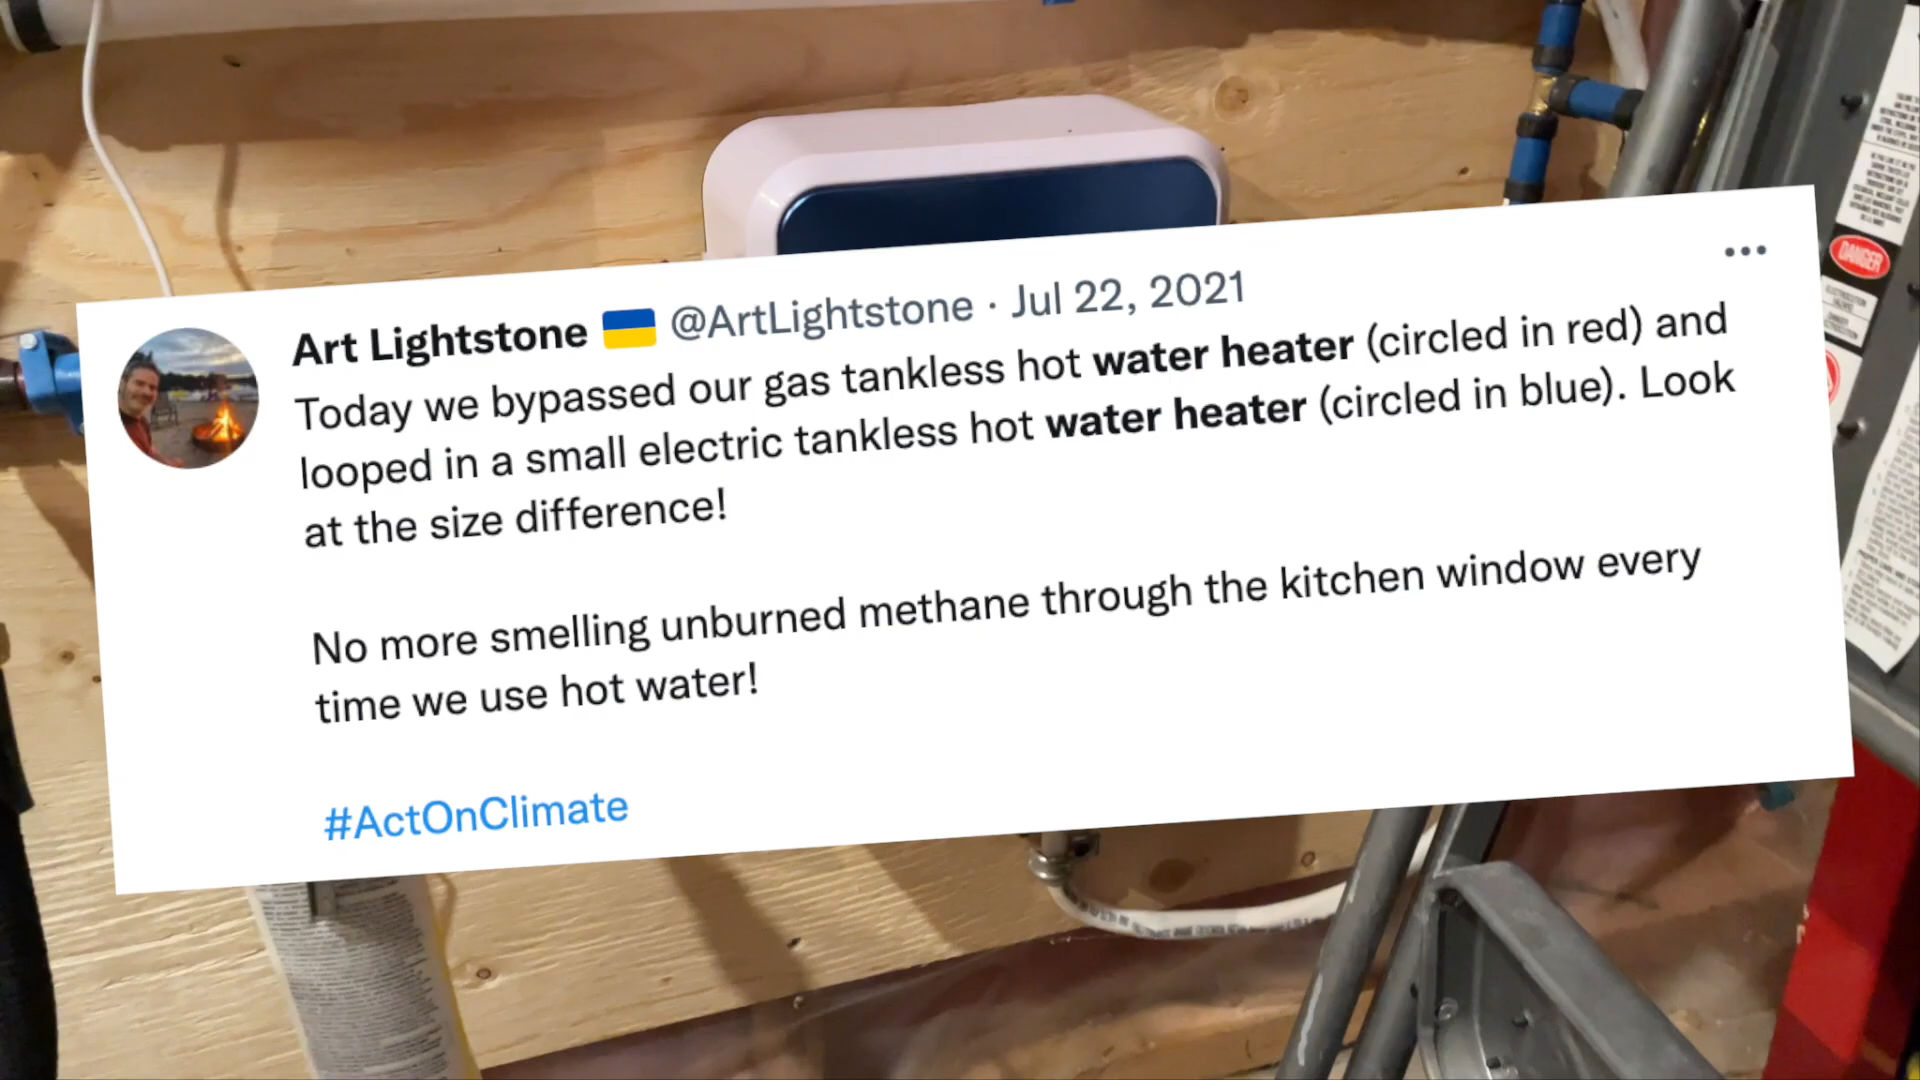 Art Lightstone 🇺🇦 @ArtLightstone · Jul 22, 2021
Today we bypassed our gas tankless hot water heater (circled in red) and
looped in a small electric tankless hot water heater (circled in blue). Look
at the size difference!
No more smelling unburned methane through the kitchen window every
time we use hot water!
#ActOnClimate
DANGER